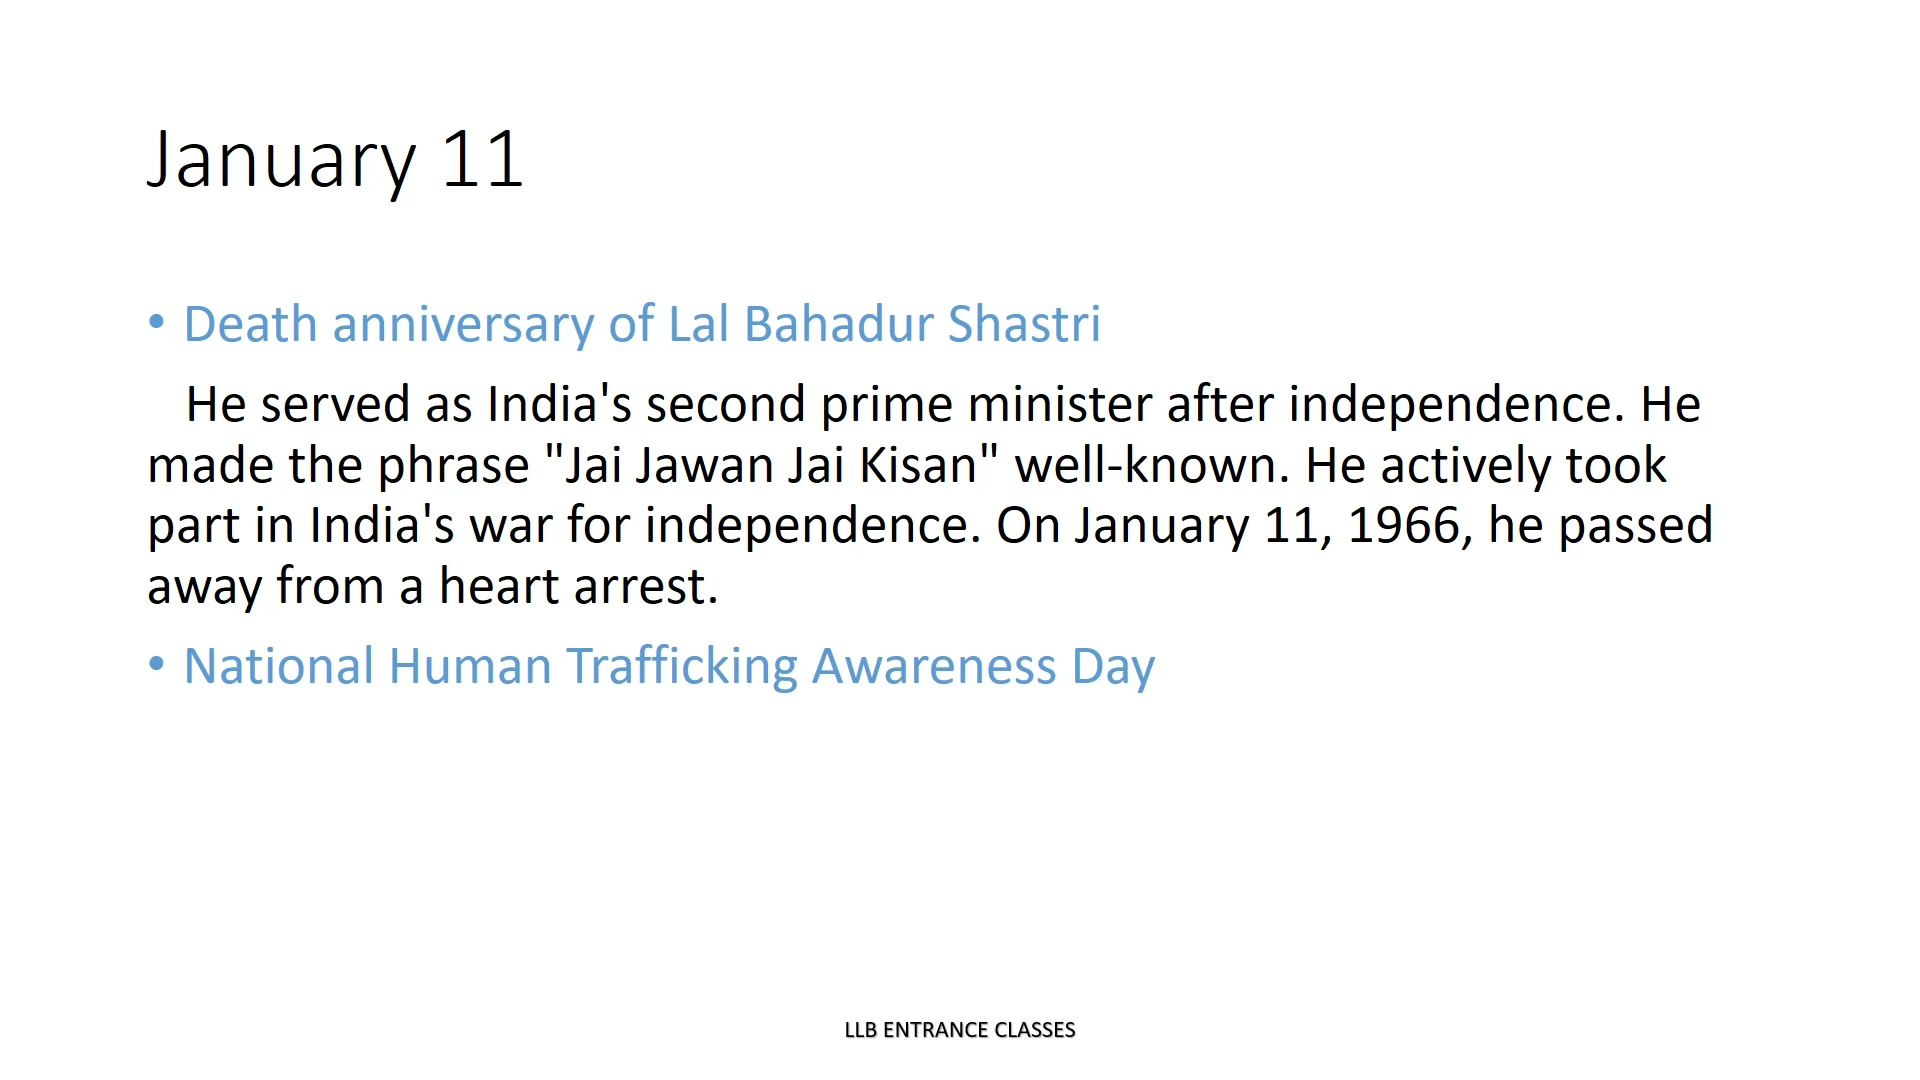 January 11
• Death anniversary of Lal Bahadur Shastri
He served as India's second prime minister after independence. He
made the phrase "Jai Jawan Jai Kisan" well-known. He actively took
part in India's war for independence. On January 11, 1966, he passed
away from a heart arrest.
• National Human Trafficking Awareness Day
LLB ENTRANCE CLASSES